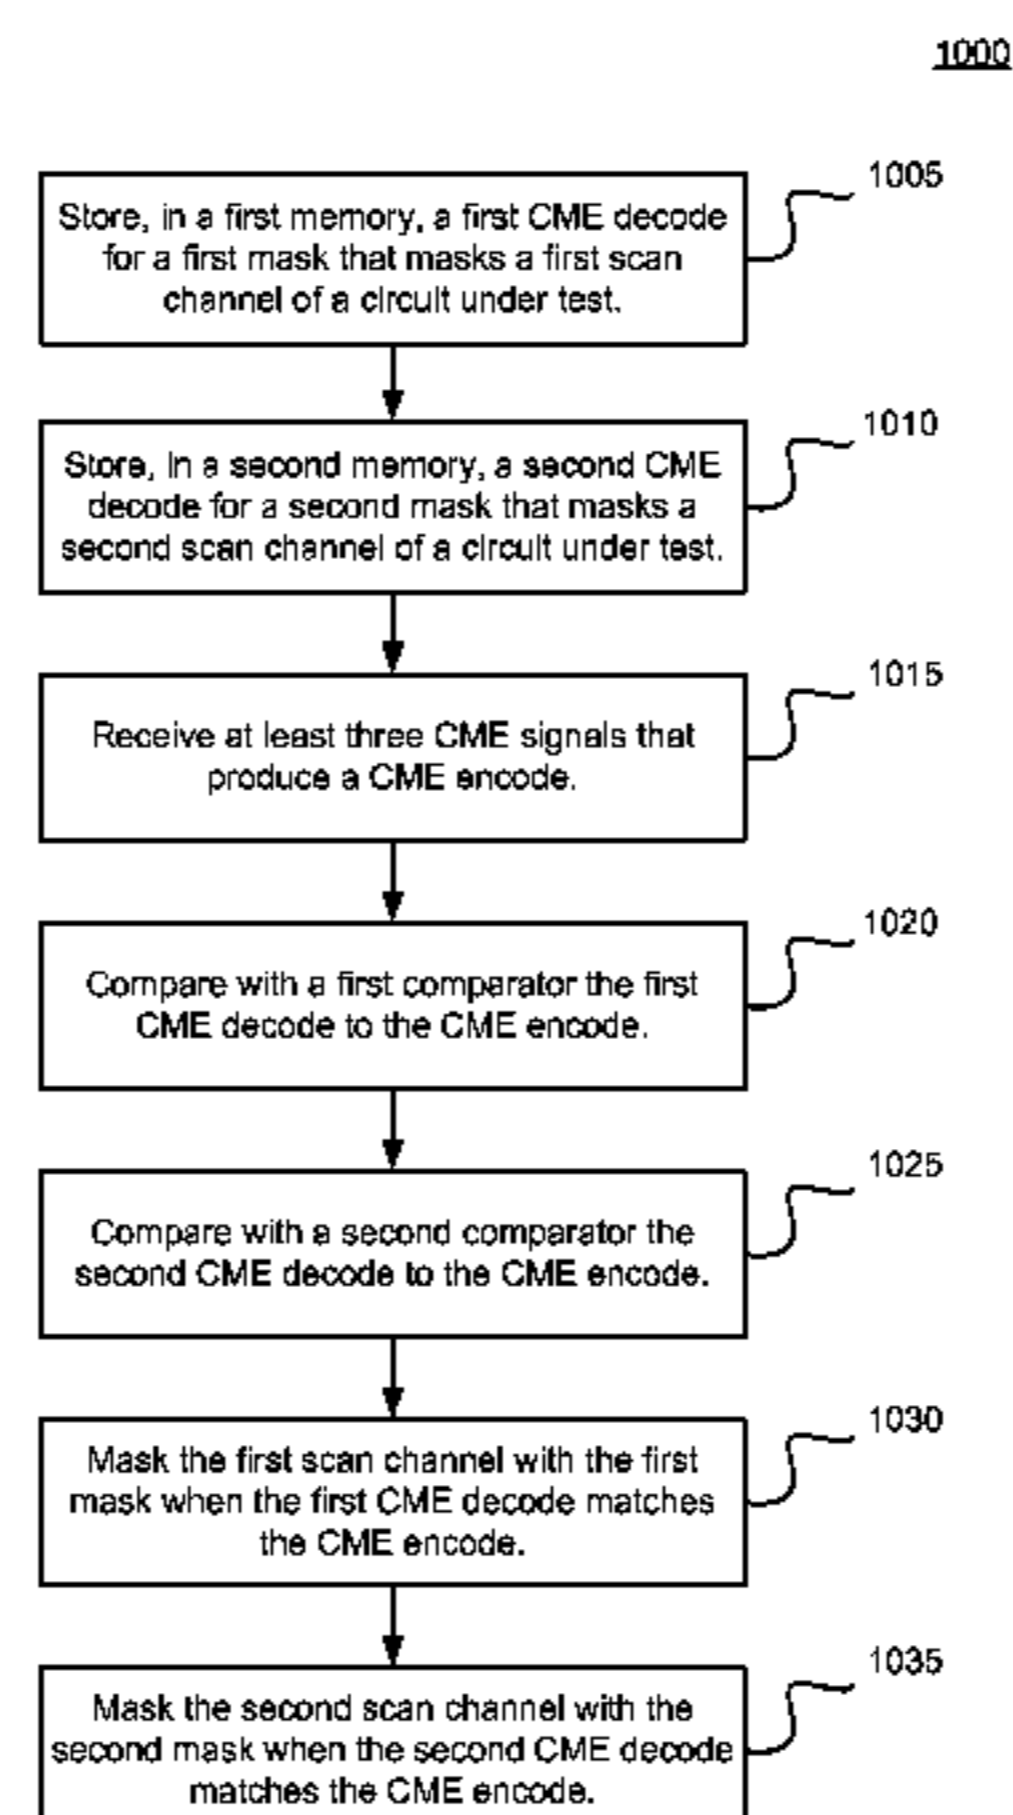 1000
1005
Store, in a first memory, a first CME decode
for a first mask that masks a first scan
channel of a circuit under test.
1010
Store, in a second memory, a second CME
decode for a second mask that masks a
second scan channel of a circuit under test.
1015
Receive at least three CME signals that
produce a CME encode.
1020
Compare with a first comparator the first
CME decode to the CME encode.
1025
Compare with a second comparator the
second CME decode to the CME encode.
1030
Mask the first scan channel with the first
mask when the first CME decode matches
the CME encode.
1035
Mask the second scan channel with the
second mask when the second CME decode
matches the CME encode.